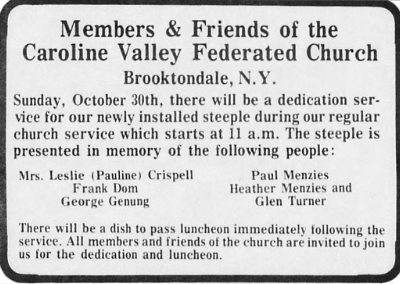 Members & Friends of the
Caroline Valley Federated Church
Brooktondale, N.Y.
Sunday, October 30th, there will be a dedication ser-
vice for our newly installed steeple during our regular
church service which starts at 11 a.m. The steeple is
presented in memory of the following people:
Mrs. Leslie (Pauline) Crispell
Frank Dom
George Genung
Paul Menzies
Heather Menzies and
Glen Turner
There will be a dish to pass luncheon immediately following the
service. All members and friends of the church are invited to join
us for the dedication and luncheon.